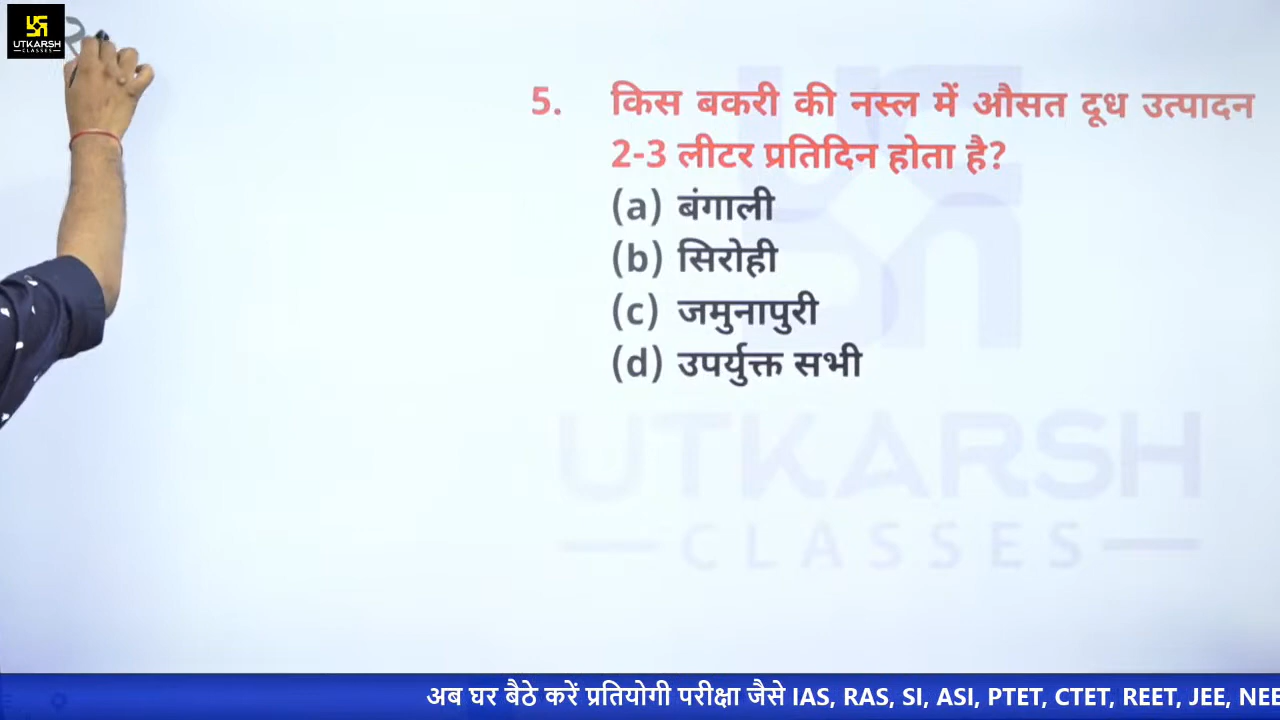 UTKARSH
CLASSES
5. किस बकरी की नस्ल में औसत दूध उत्पादन
2-3 लीटर प्रतिदिन होता है?
(a) बंगाली
(b) सिरोही
(c) जमुनापुरी
(d) उपर्युक्त सभी
UTKARSH
CLASSES
अब घर बैठे करें प्रतियोगी परीक्षा जैसे IAS, RAS, SI, ASI, PTET, CTET, REET, JEE, NEE